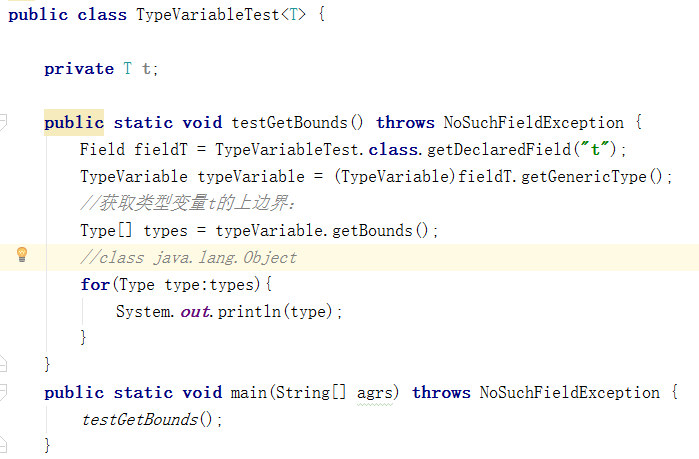 public class TypeVariableTest<T> {
private T t;
public static void testGetBounds() throws NoSuchFieldException {
Field fieldT = TypeVariableTest.class.getDeclaredField("t");
TypeVariable typeVariable = (TypeVariable)fieldT.getGenericType();
//获取类型变量t的上边界:
Type[] types = typeVariable.getBounds();
//class java.lang.Object
for(Type type:types){
System.out.println(type);
}
}
public static void main(String[] agrs) throws NoSuchFieldException {
testGetBounds();
}